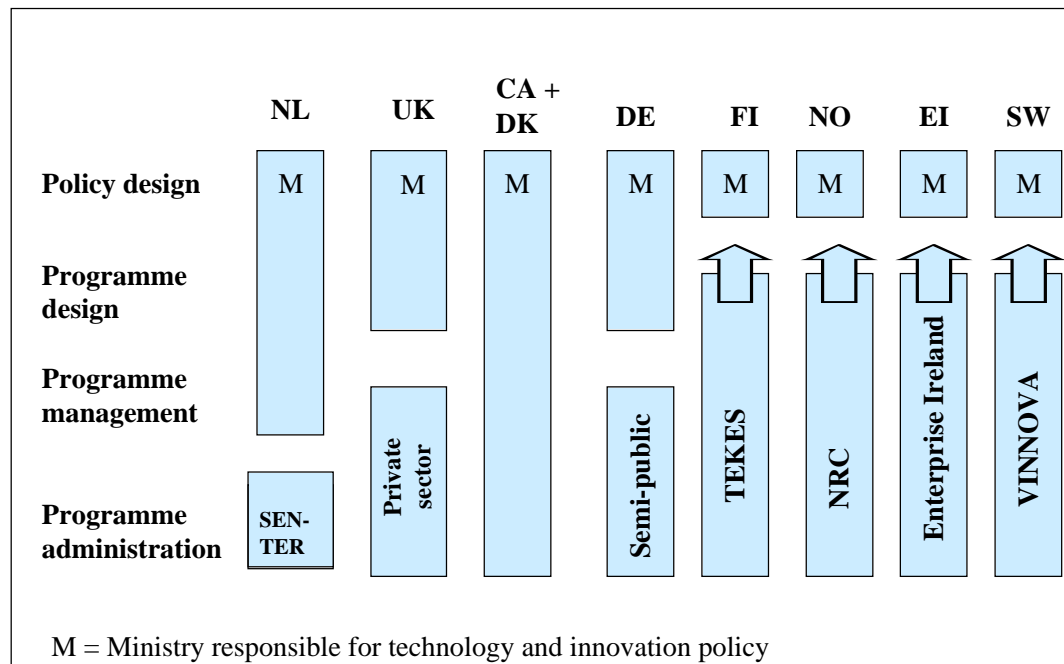 CA +
NL UK DK DE FI NO EI SW
Policy design M M M M M M M M
Programme
design
Programme
management
Programme
administration
SEN-
TER
Private
sector
Semi-public
TEKES
NRC
Enterprise Ireland
VINNOVA
M = Ministry responsible for technology and innovation policy